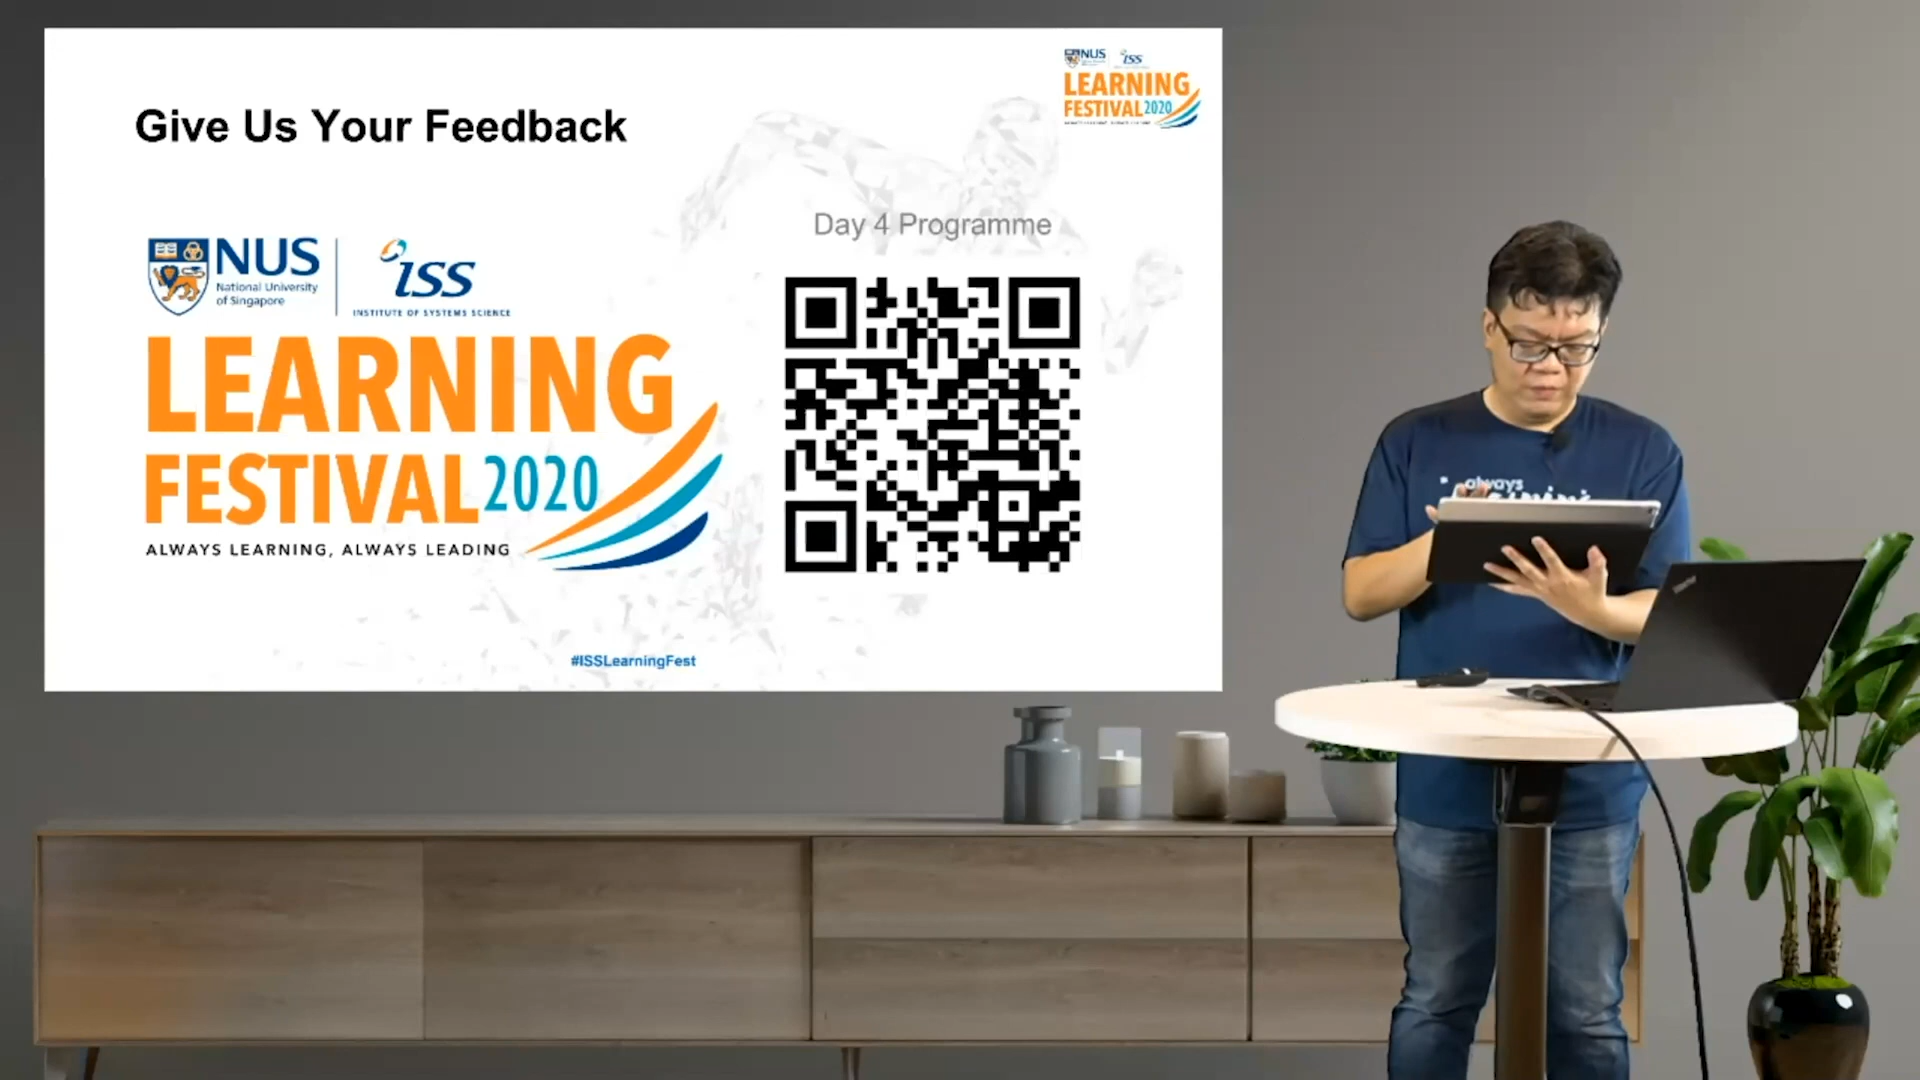 Give Us Your Feedback
NUS
ISS
LEARNING
FESTIVAL 2020
Day 4 Programme
NUS
National University
of Singapore
ISS
INSTITUTE OF SYSTEMS SCIENCE
LEARNING
FESTIVAL 2020
ALWAYS LEARNING, ALWAYS LEADING
#ISSLearningFest
always